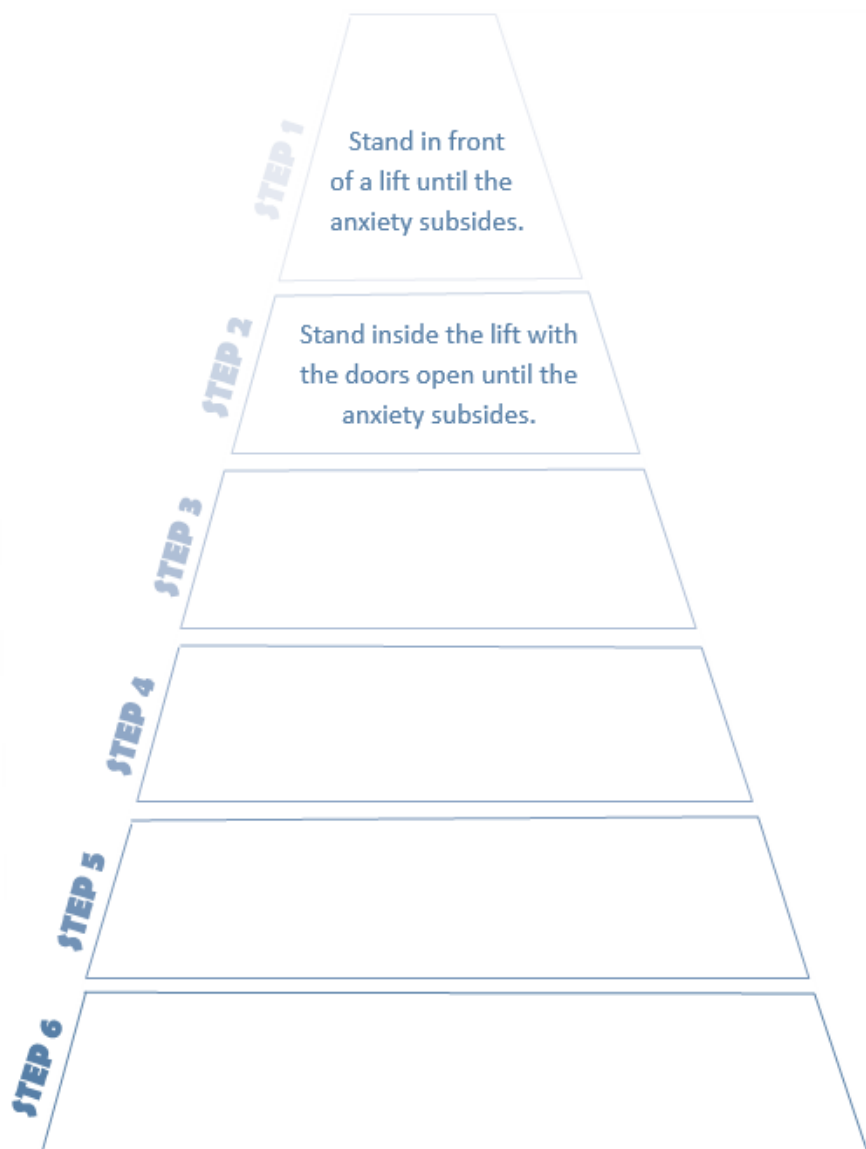 STEP 1
Stand in front
of a lift until the
anxiety subsides.
STEP 2
Stand inside the lift with
the doors open until the
anxiety subsides.
STEP 3
STEP 4
STEP 5
STEP 6